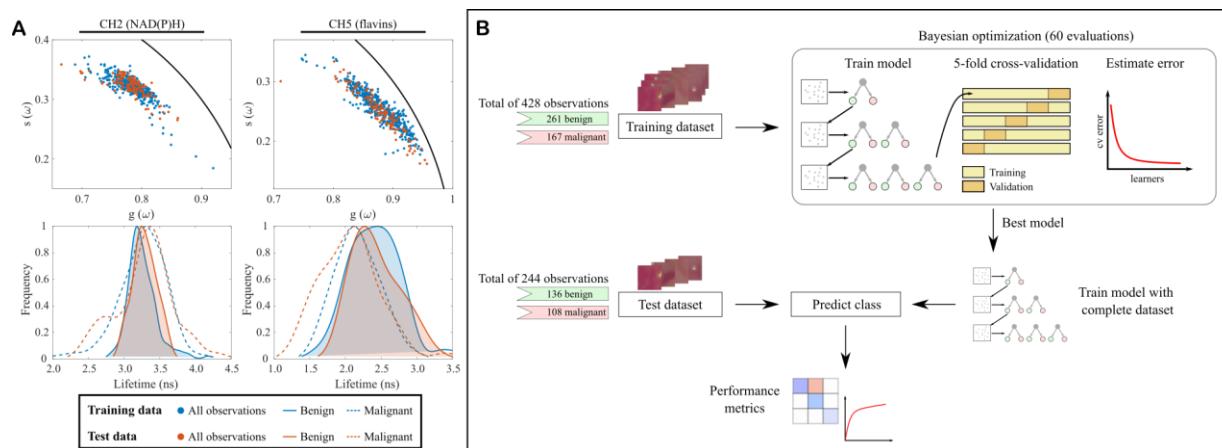 A
CH2 (NAD(P)H)
CH5 (flavins)
0.4
0.3
0.2
s (ω)
0.7
0.8
0.9
g (ω)
0.4
0.3
0.2
s (ω)
0.7
0.8
0.9
1
g (ω)
1
0.8
0.6
0.4
0.2
0
Frequency
2.0
2.5
3.0
3.5
4.0
4.5
Lifetime (ns)
1
0.8
0.6
0.4
0.2
0
Frequency
1.0
1.5
2.0
2.5
3.0
3.5
Lifetime (ns)
Training data All observations Benign Malignant
Test data All observations Benign Malignant
B
Bayesian optimization (60 evaluations)
Train model
5-fold cross-validation
Estimate error
Total of 428 observations
261 benign
167 malignant
Training dataset
Training
Validation
cv error
learners
Best model
Total of 244 observations
136 benign
108 malignant
Test dataset
Predict class
Train model with
complete dataset
Performance
metrics